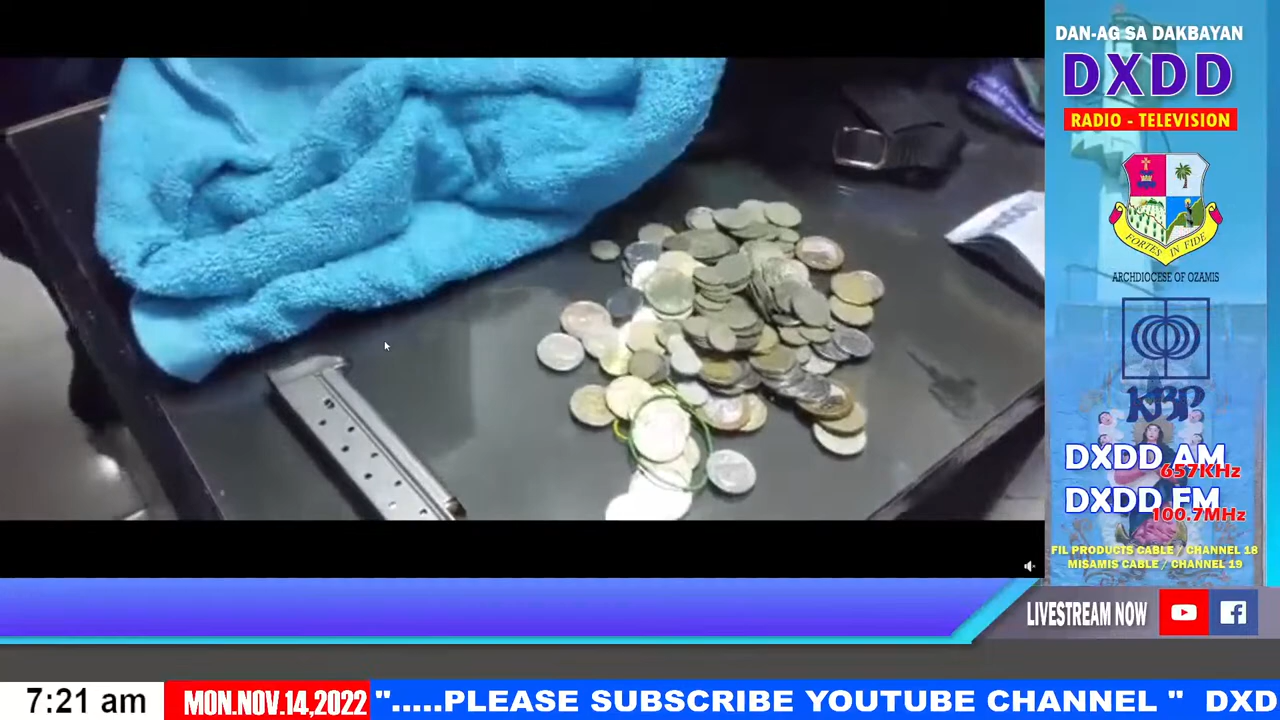 DAN-AG SA DAKBAYAN
DXDD
RADIO - TELEVISION
FORTES IN FIDE
ARCHDIOCESE OF OZAMIS
KBP
DXDD AM
657KHz
DXDD FM
100.7MHz
FIL PRODUCTS CABLE / CHANNEL 18
MISAMIS CABLE / CHANNEL 19
LIVESTREAM NOW
7:21 am
MON.NOV.14,2022
".....PLEASE SUBSCRIBE YOUTUBE CHANNEL " DXD